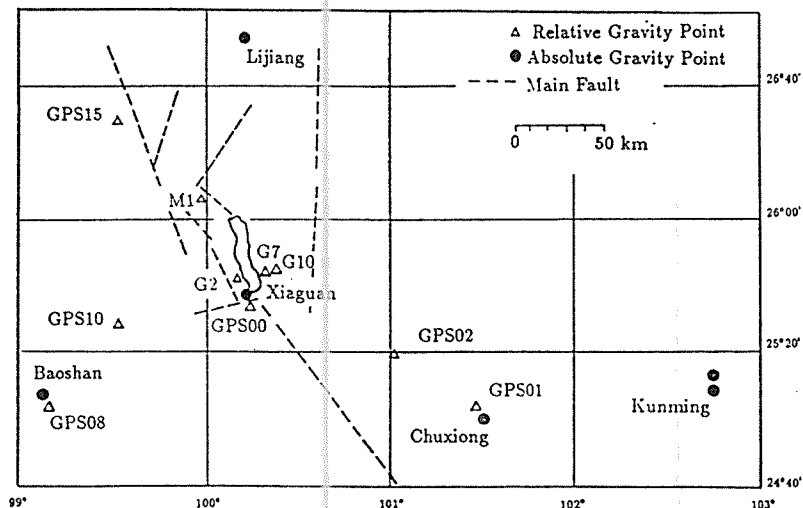 Relative Gravity Point
Lijiang
Absolute Gravity Point
Main Fault
26°40'
GPS15
0 50 km
M1
26°00'
G7
G10
G2
Xiaguan
GPS00
GPS10
GPS02
25°20'
Baoshan
GPS01
GPS08
Kunming
Chuxiong
24°40'
99° 100° 101° 102° 103°